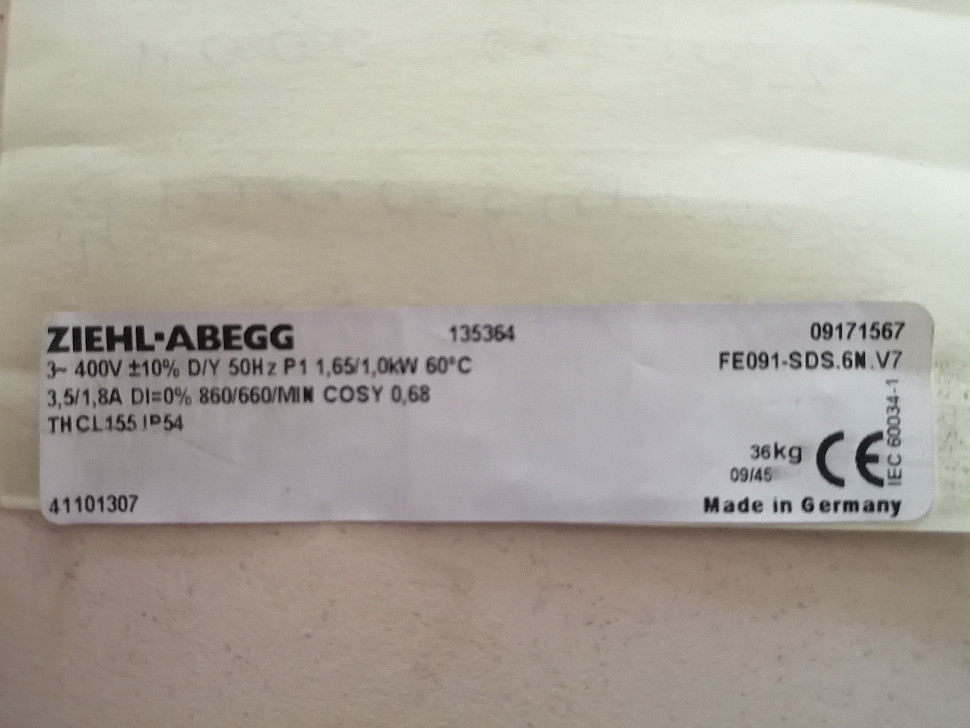 ZIEHL-ABEGG 135364 09171567
3~ 400V ±10% D/Y 50Hz P1 1,65/1,0kW 60°C FE091-SDS.6N.V7
3,5/1,8A DI=0% 860/660/MIN COSY 0,68
THCL155 IP54
36kg
09/45
IEC 60034-1
CE
41101307 Made in Germany